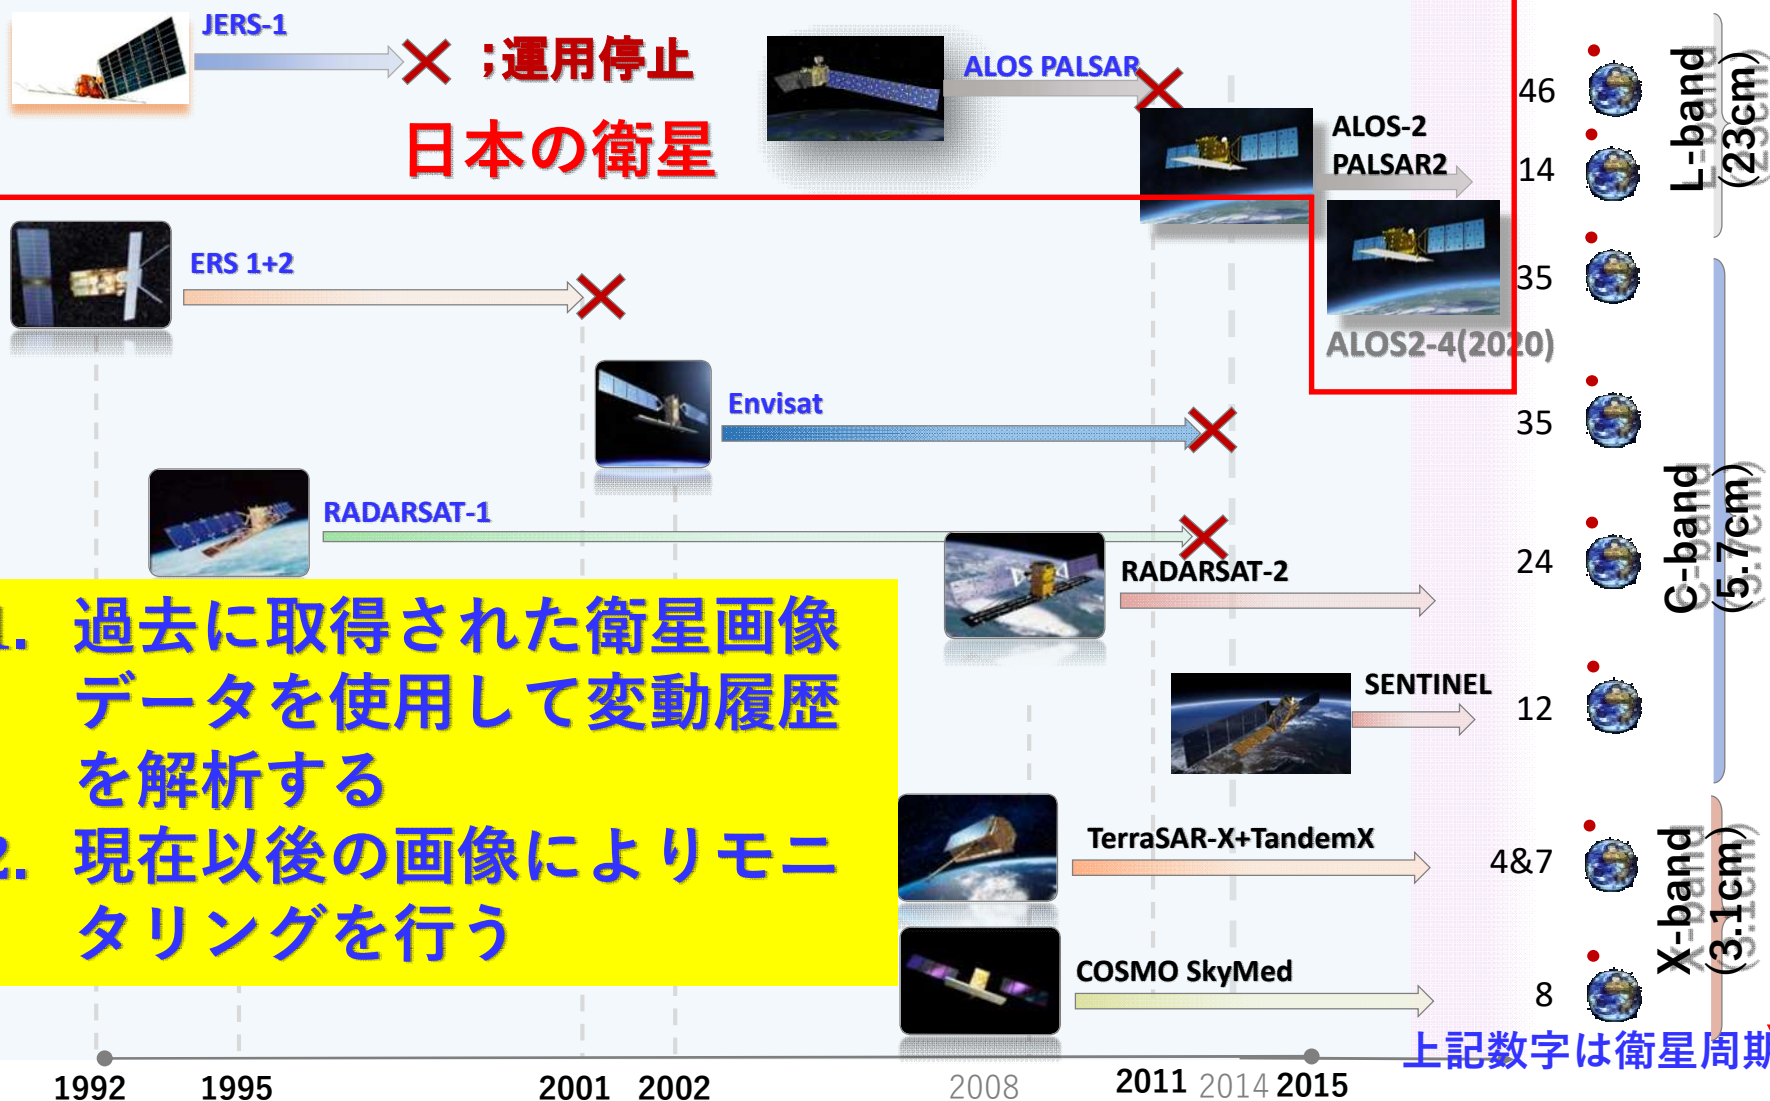 JERS-1
;運用停止
ALOS PALSAR
46
日本の衛星
ALOS-2
PALSAR2
14
L-band
(23cm)
ERS 1+2
35
ALOS2-4(2020)
Envisat
35
RADARSAT-1
24
C-band
(5.7cm)
RADARSAT-2
SENTINEL
12
1. 過去に取得された衛星画像
データを使用して変動履歴
を解析する
2. 現在以後の画像によりモニ
タリングを行う
TerraSAR-X+TandemX
4&7
X-band
(3.1cm)
COSMO SkyMed
8
上記数字は衛星周期
1992
1995
2001
2002
2008
2011
2014
2015